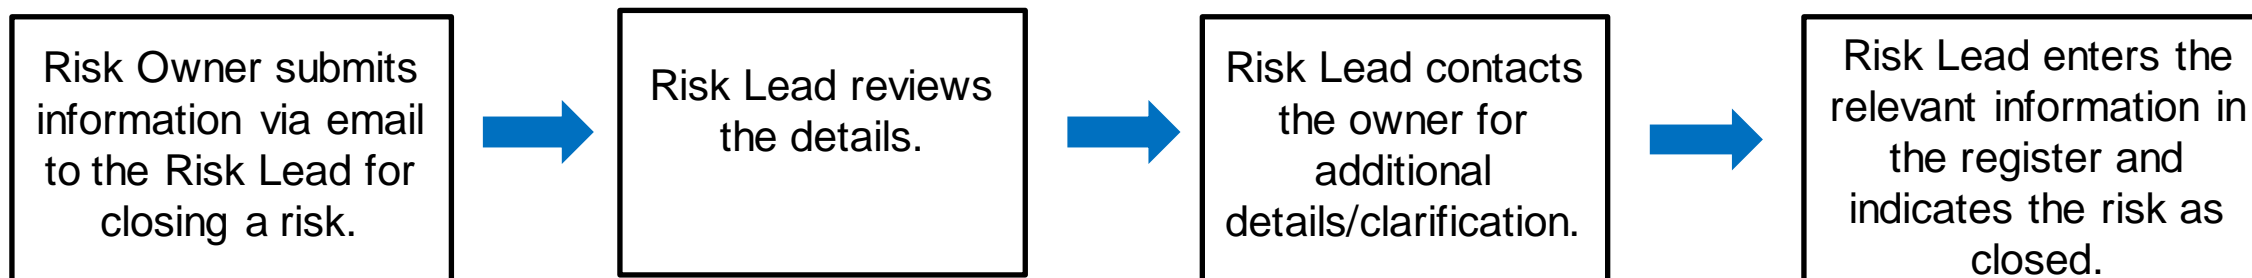 Risk Owner submits
information via email
to the Risk Lead for
closing a risk.
Risk Lead reviews
the details.
Risk Lead contacts
the owner for
additional
details/clarification.
Risk Lead enters the
relevant information in
the register and
indicates the risk as
closed.